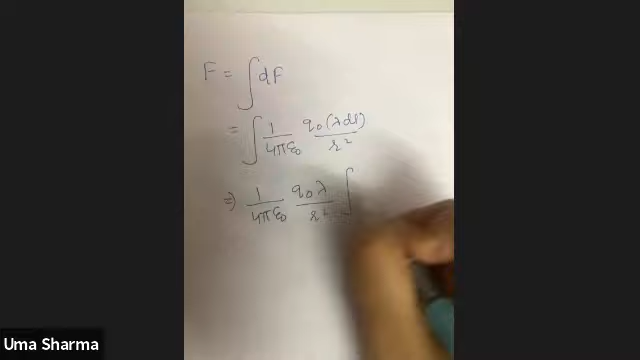 F = ∫ dF
= ∫ 1/4πε₀ q₀(λdl)/r²
⇒ 1/4πε₀ q₀λ/r² ∫
Uma Sharma